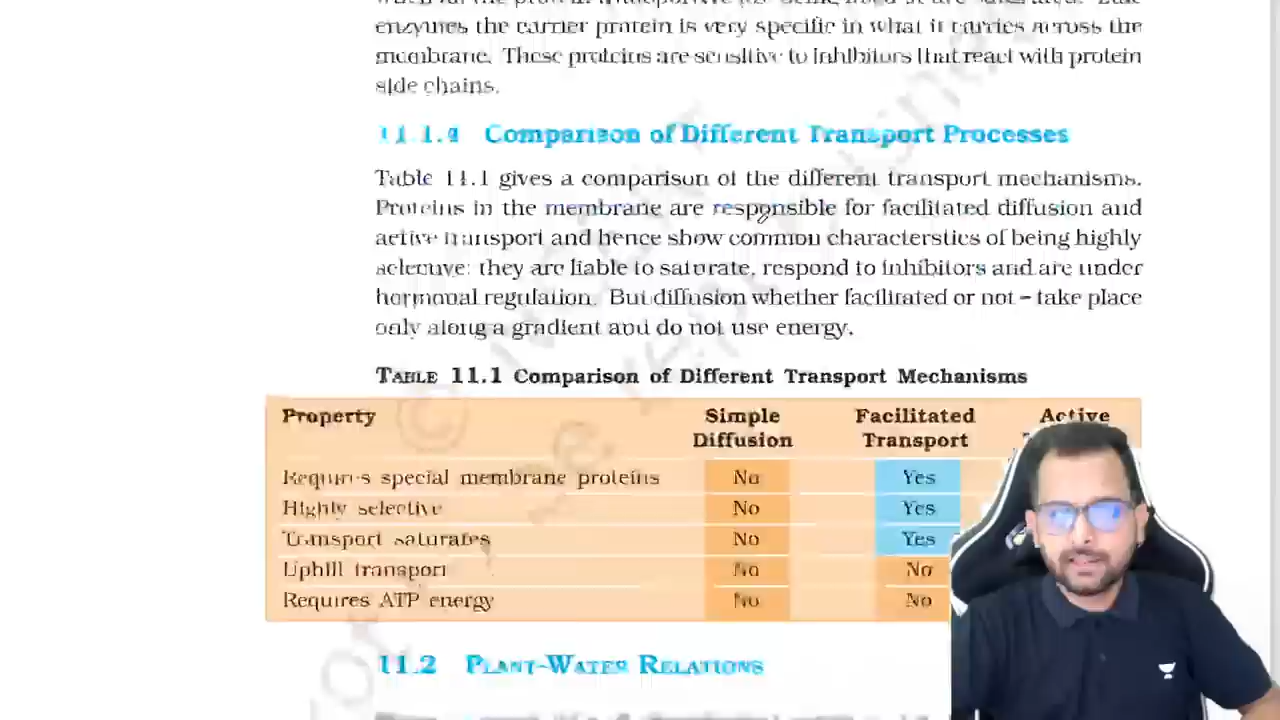 enzymes the carrier protein is very specific in what it carries across the
membrane. These proteins are sensitive to inhibitors that react with protein
side chains.
11.1.4 Comparison of Different Transport Processes
Table 11.1 gives a comparison of the different transport mechanisms.
Proteins in the membrane are responsible for facilitated diffusion and
active transport and hence show common characterstics of being highly
selective; they are liable to saturate, respond to inhibitors and are under
hormonal regulation. But diffusion whether facilitated or not – take place
only along a gradient and do not use energy.
TABLE 11.1 Comparison of Different Transport Mechanisms
Property Simple Diffusion Facilitated Transport Active
Requires special membrane proteins No Yes
Highly selective No Yes
Transport saturates No Yes
Uphill transport No No
Requires ATP energy No No
11.2 PLANT-WATER RELATIONS